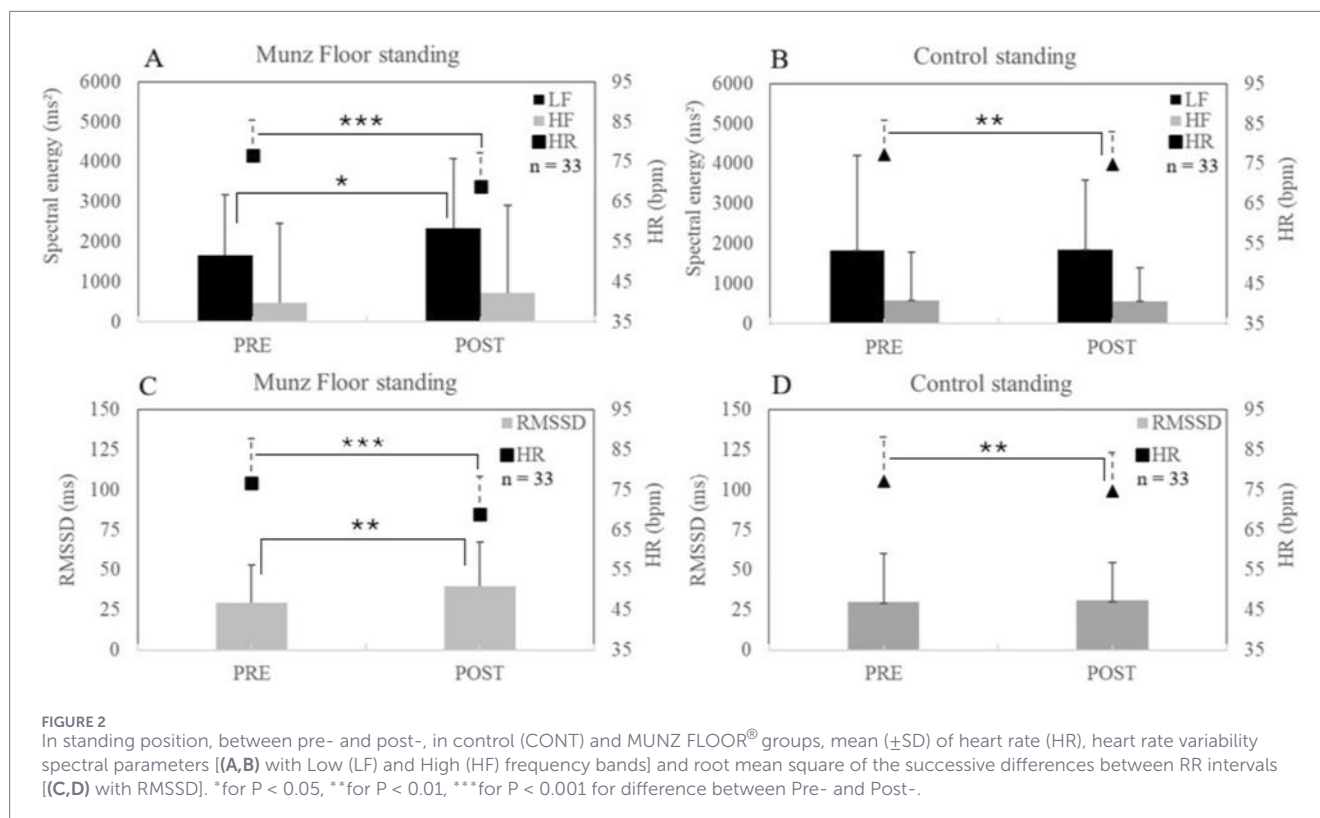 A
Munz Floor standing
Spectral energy (ms²)
6000
5000
4000
3000
2000
1000
0
***
*
LF
HF
HR
n = 33
95
85
75
65
55
45
35
HR (bpm)
PRE
POST
B
Control standing
Spectral energy (ms²)
6000
5000
4000
3000
2000
1000
0
**
LF
HF
HR
n = 33
95
85
75
65
55
45
35
HR (bpm)
PRE
POST
C
Munz Floor standing
RMSSD (ms)
150
125
100
75
50
25
0
***
**
RMSSD
HR
n = 33
95
85
75
65
55
45
35
HR (bpm)
PRE
POST
D
Control standing
RMSSD (ms)
150
125
100
75
50
25
0
**
RMSSD
HR
n = 33
95
85
75
65
55
45
35
HR (bpm)
PRE
POST
FIGURE 2
In standing position, between pre- and post-, in control (CONT) and MUNZ FLOOR® groups, mean (±SD) of heart rate (HR), heart rate variability
spectral parameters [(A,B) with Low (LF) and High (HF) frequency bands] and root mean square of the successive differences between RR intervals
[(C,D) with RMSSD]. *for P < 0.05, **for P < 0.01, ***for P < 0.001 for difference between Pre- and Post-.